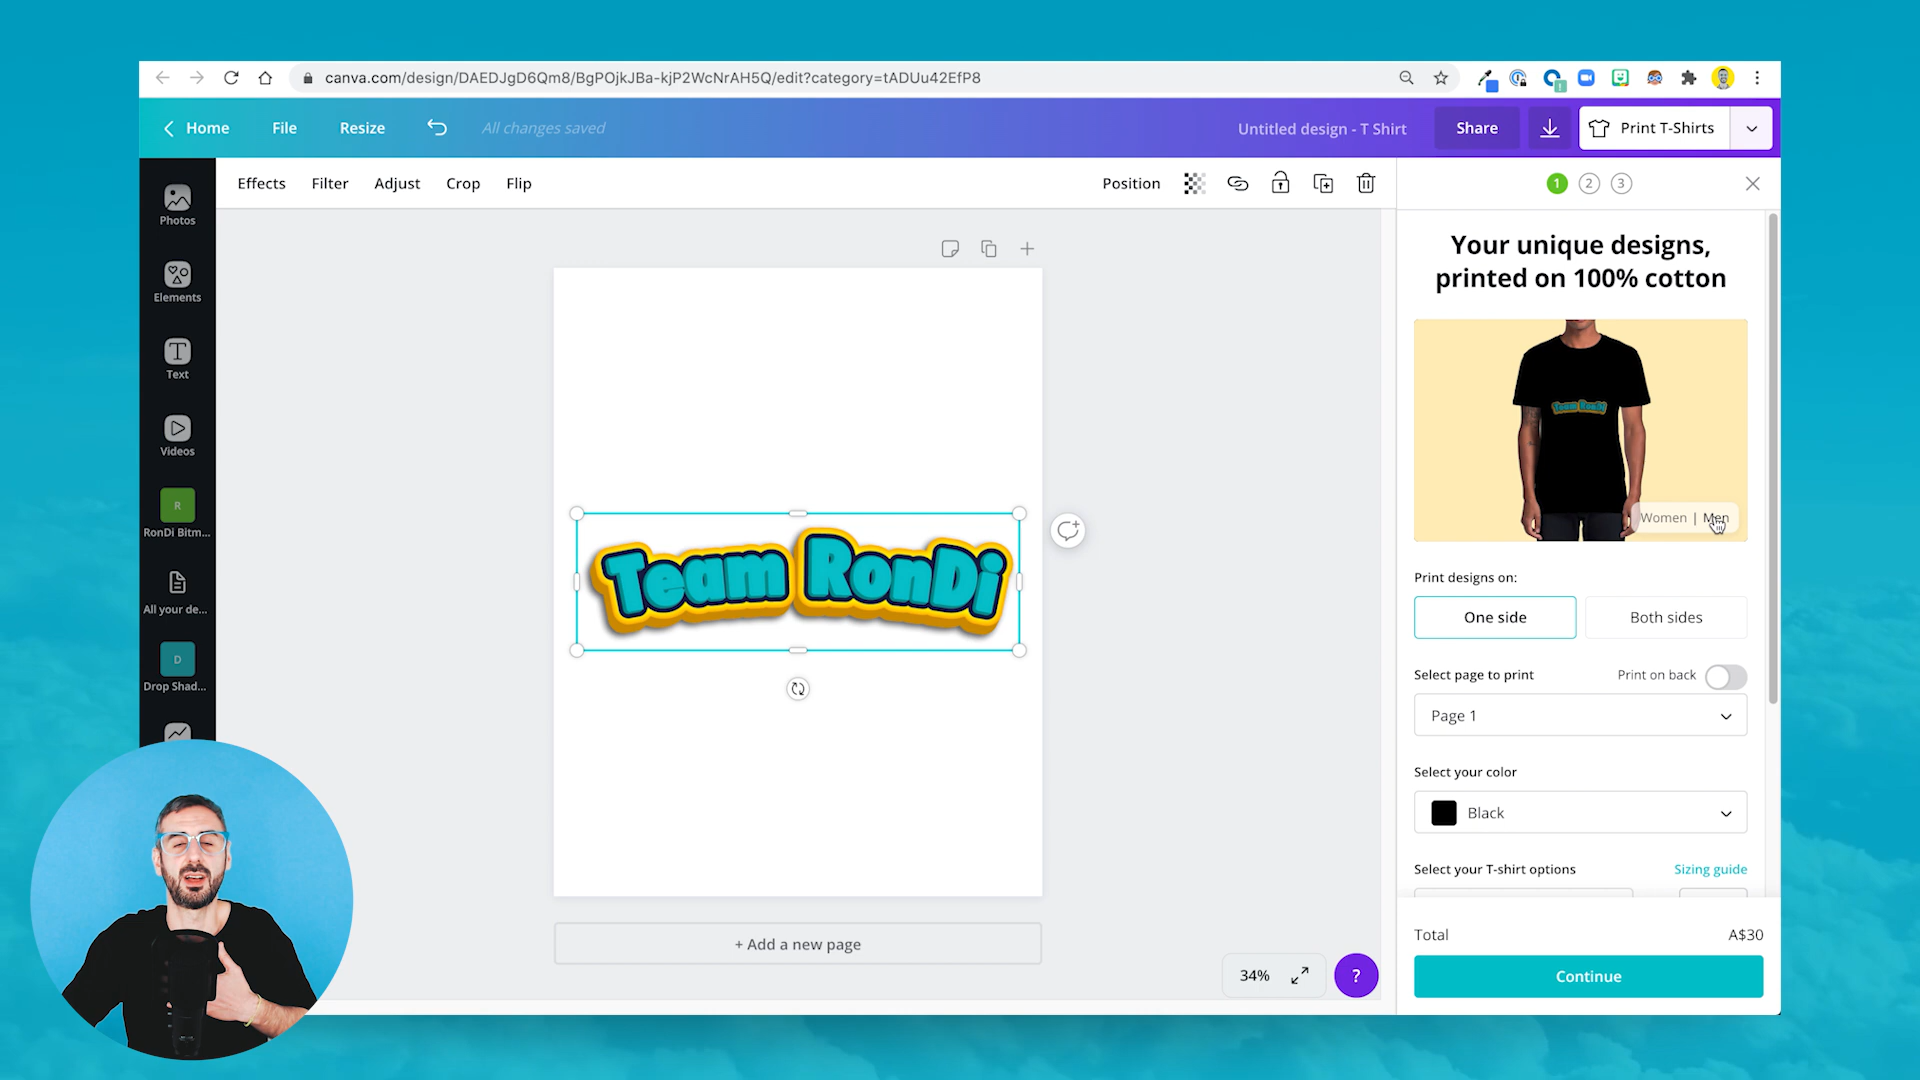 canva.com/design/DAEDJgD6Qm8/BgPOjkJBa-kjP2WcNrAH5Q/edit?category=tADUu42EfP8
Home File Resize All changes saved Untitled design - T Shirt Share Print T-Shirts
Effects Filter Adjust Crop Flip Position 1 2 3
Photos
Elements
Text
Videos
R
RonDi Bitm...
All your de...
D
Drop Shad...
Team RonDi
+ Add a new page
34% ?
Your unique designs,
printed on 100% cotton
Team RonDi
Women | Men
Print designs on:
One side Both sides
Select page to print Print on back
Page 1
Select your color
Black
Select your T-shirt options Sizing guide
Total A$30
Continue